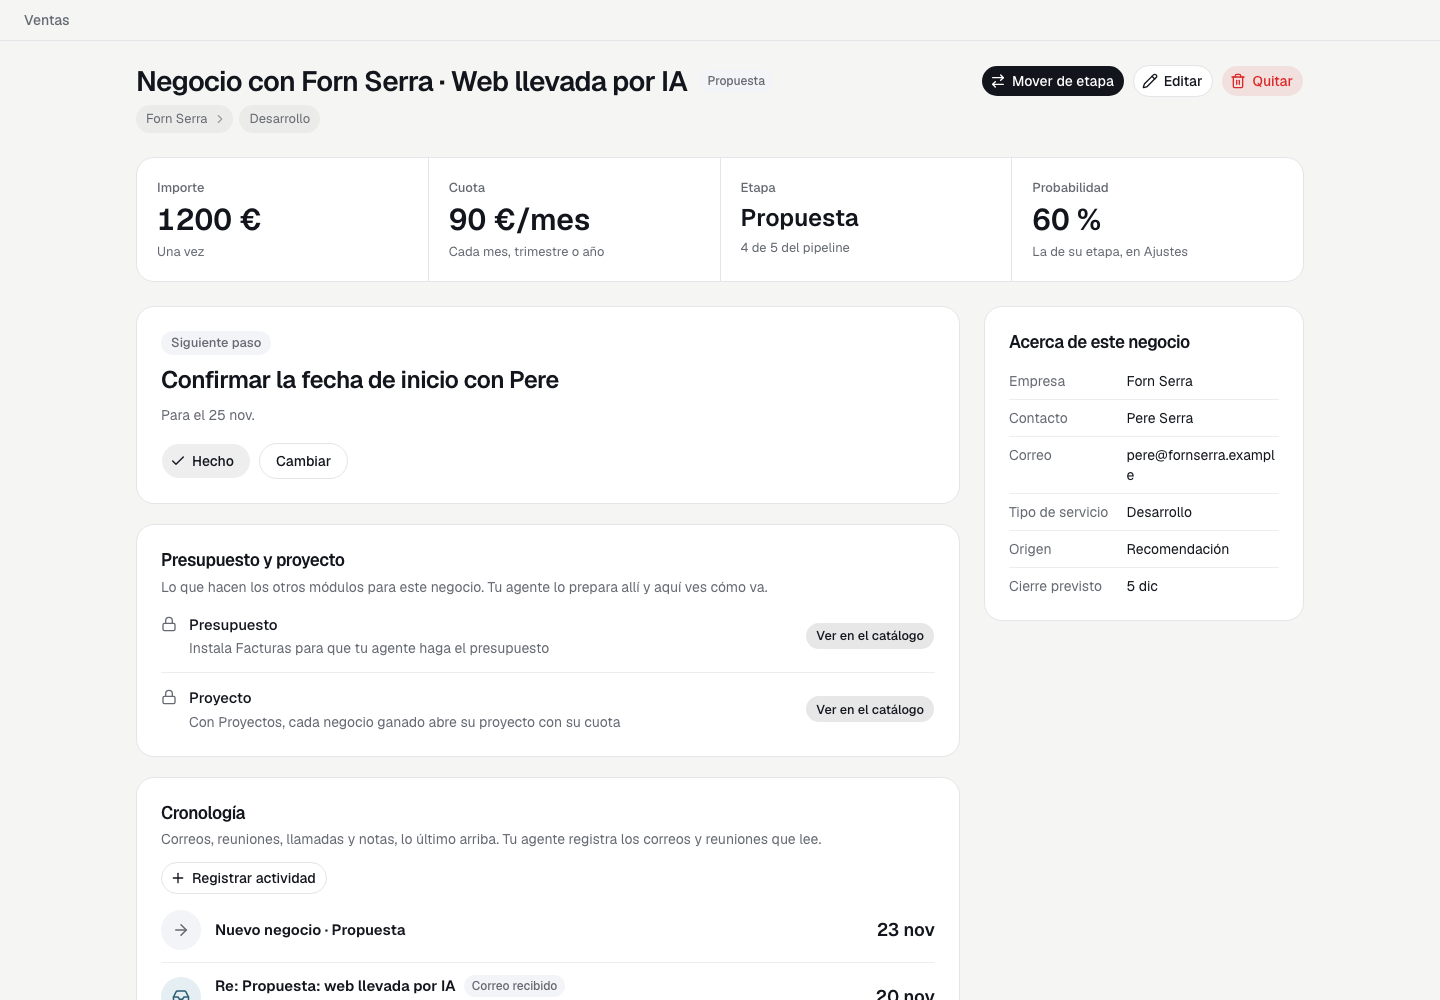 Ventas
Negocio con Forn Serra · Web llevada por IA
Propuesta
Mover de etapa
Editar
Quitar
Forn Serra
Desarrollo
Importe
1200 €
Una vez
Cuota
90 €/mes
Cada mes, trimestre o año
Etapa
Propuesta
4 de 5 del pipeline
Probabilidad
60 %
La de su etapa, en Ajustes
Siguiente paso
Confirmar la fecha de inicio con Pere
Para el 25 nov.
Hecho
Cambiar
Presupuesto y proyecto
Lo que hacen los otros módulos para este negocio. Tu agente lo prepara allí y aquí ves cómo va.
Presupuesto
Instala Facturas para que tu agente haga el presupuesto
Ver en el catálogo
Proyecto
Con Proyectos, cada negocio ganado abre su proyecto con su cuota
Ver en el catálogo
Cronología
Correos, reuniones, llamadas y notas, lo último arriba. Tu agente registra los correos y reuniones que lee.
Registrar actividad
Nuevo negocio · Propuesta
23 nov
Re: Propuesta: web llevada por IA
Correo recibido
20 nov
Acerca de este negocio
Empresa
Forn Serra
Contacto
Pere Serra
Correo
pere@fornserra.exampl
e
Tipo de servicio
Desarrollo
Origen
Recomendación
Cierre previsto
5 dic